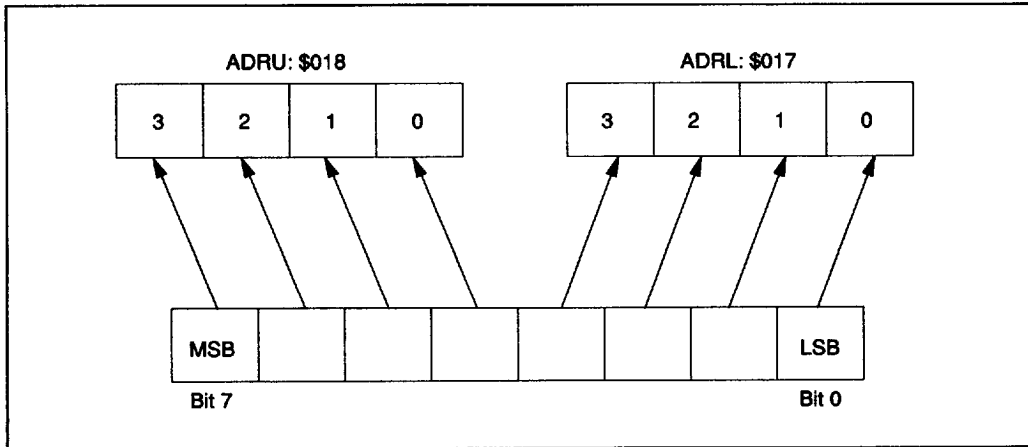 ADRU: $018 ADRL: $017
3 2 1 0 3 2 1 0
MSB LSB
Bit 7 Bit 0